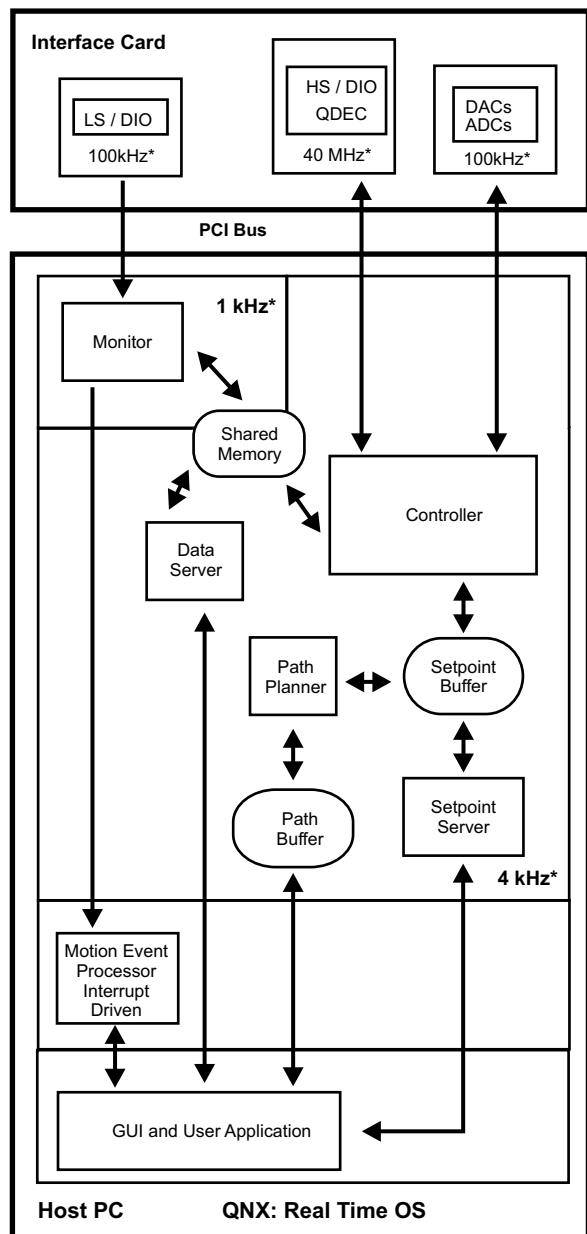 Interface Card
LS / DIO
100kHz*
HS / DIO
QDEC
40 MHz*
DACs
ADCs
100kHz*
PCI Bus
1 kHz*
Monitor
Shared
Memory
Controller
Data
Server
Path
Planner
Setpoint
Buffer
Path
Buffer
Setpoint
Server
4 kHz*
Motion Event
Processor
Interrupt
Driven
GUI and User Application
Host PC
QNX: Real Time OS